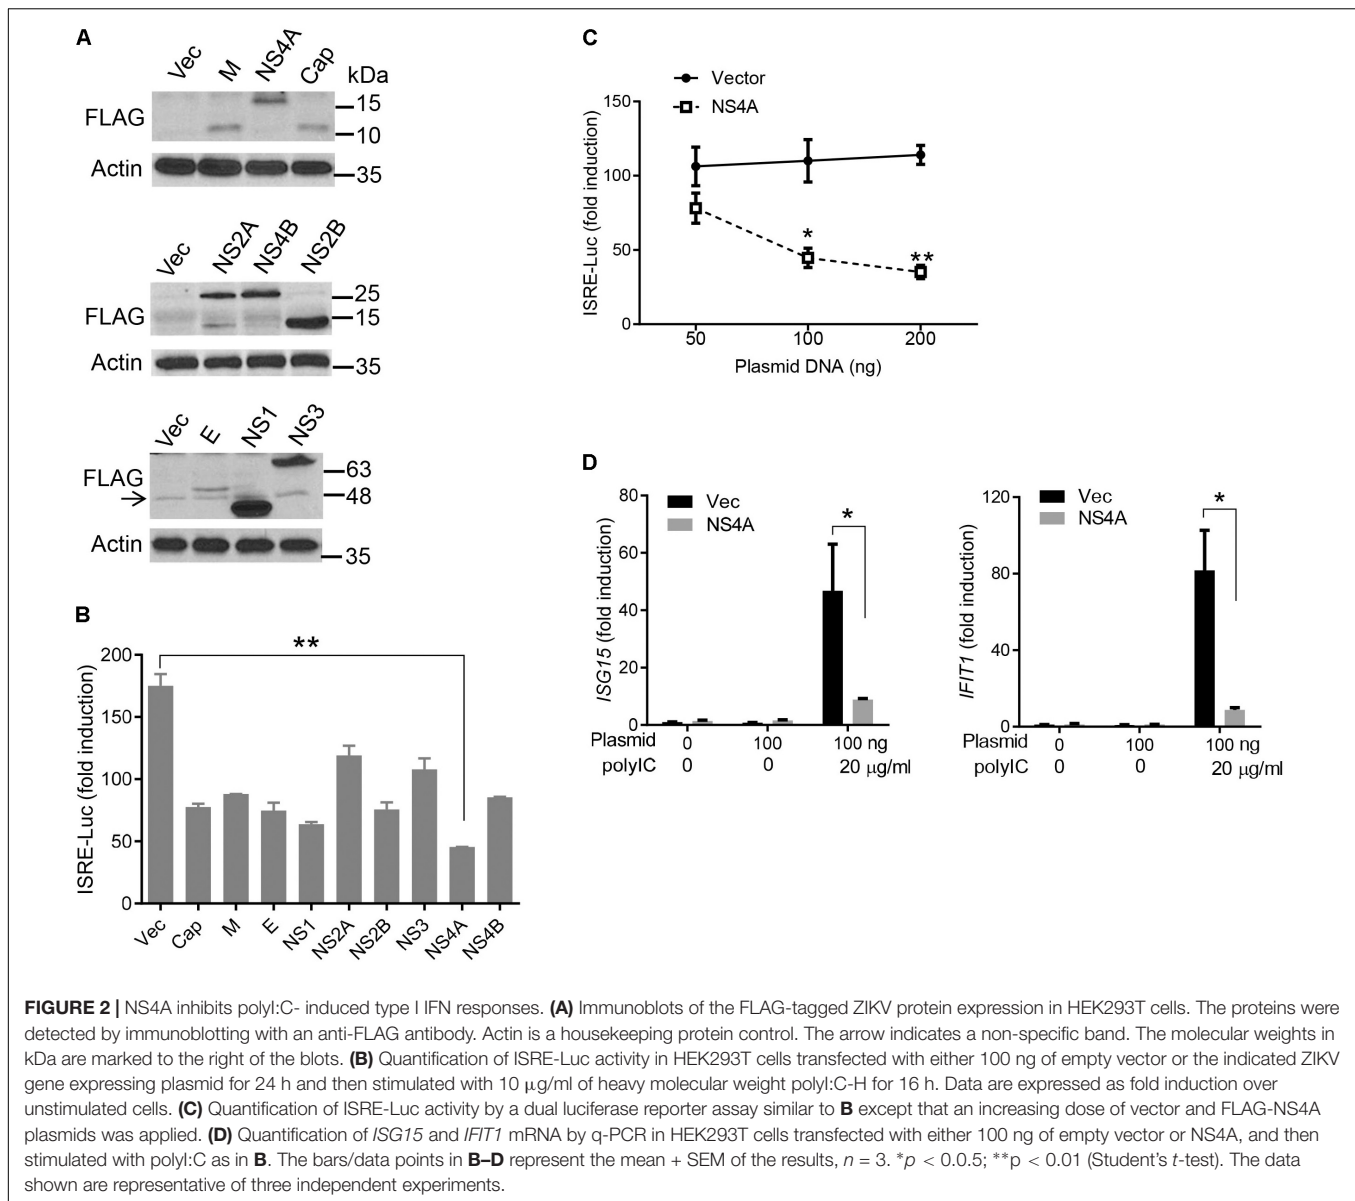 A
Vec M NS4A Cap kDa
FLAG
15
10
Actin
35
Vec NS2A NS4B NS2B
FLAG
25
15
Actin
35
Vec E NS1 NS3
FLAG
63
48
Actin
35
B
ISRE-Luc (fold induction)
200
150
100
50
0
**
Vec Cap M E NS1 NS2A NS2B NS3 NS4A NS4B
C
Vector
NS4A
ISRE-Luc (fold induction)
150
100
50
0
*
**
50 100 200
Plasmid DNA (ng)
D
ISG15 (fold induction)
80
60
40
20
0
Vec
NS4A
*
Plasmid 0 100 100 ng
polyIC 0 0 20 µg/ml
IFIT1 (fold induction)
120
80
40
0
Vec
NS4A
*
Plasmid 0 100 100 ng
polyIC 0 0 20 µg/ml
FIGURE 2 | NS4A inhibits polyI:C- induced type I IFN responses. (A) Immunoblots of the FLAG-tagged ZIKV protein expression in HEK293T cells. The proteins were
detected by immunoblotting with an anti-FLAG antibody. Actin is a housekeeping protein control. The arrow indicates a non-specific band. The molecular weights in
kDa are marked to the right of the blots. (B) Quantification of ISRE-Luc activity in HEK293T cells transfected with either 100 ng of empty vector or the indicated ZIKV
gene expressing plasmid for 24 h and then stimulated with 10 µg/ml of heavy molecular weight polyI:C-H for 16 h. Data are expressed as fold induction over
unstimulated cells. (C) Quantification of ISRE-Luc activity by a dual luciferase reporter assay similar to B except that an increasing dose of vector and FLAG-NS4A
plasmids was applied. (D) Quantification of ISG15 and IFIT1 mRNA by q-PCR in HEK293T cells transfected with either 100 ng of empty vector or NS4A, and then
stimulated with polyI:C as in B. The bars/data points in B–D represent the mean + SEM of the results, n = 3. *p < 0.0.5; **p < 0.01 (Student's t-test). The data
shown are representative of three independent experiments.